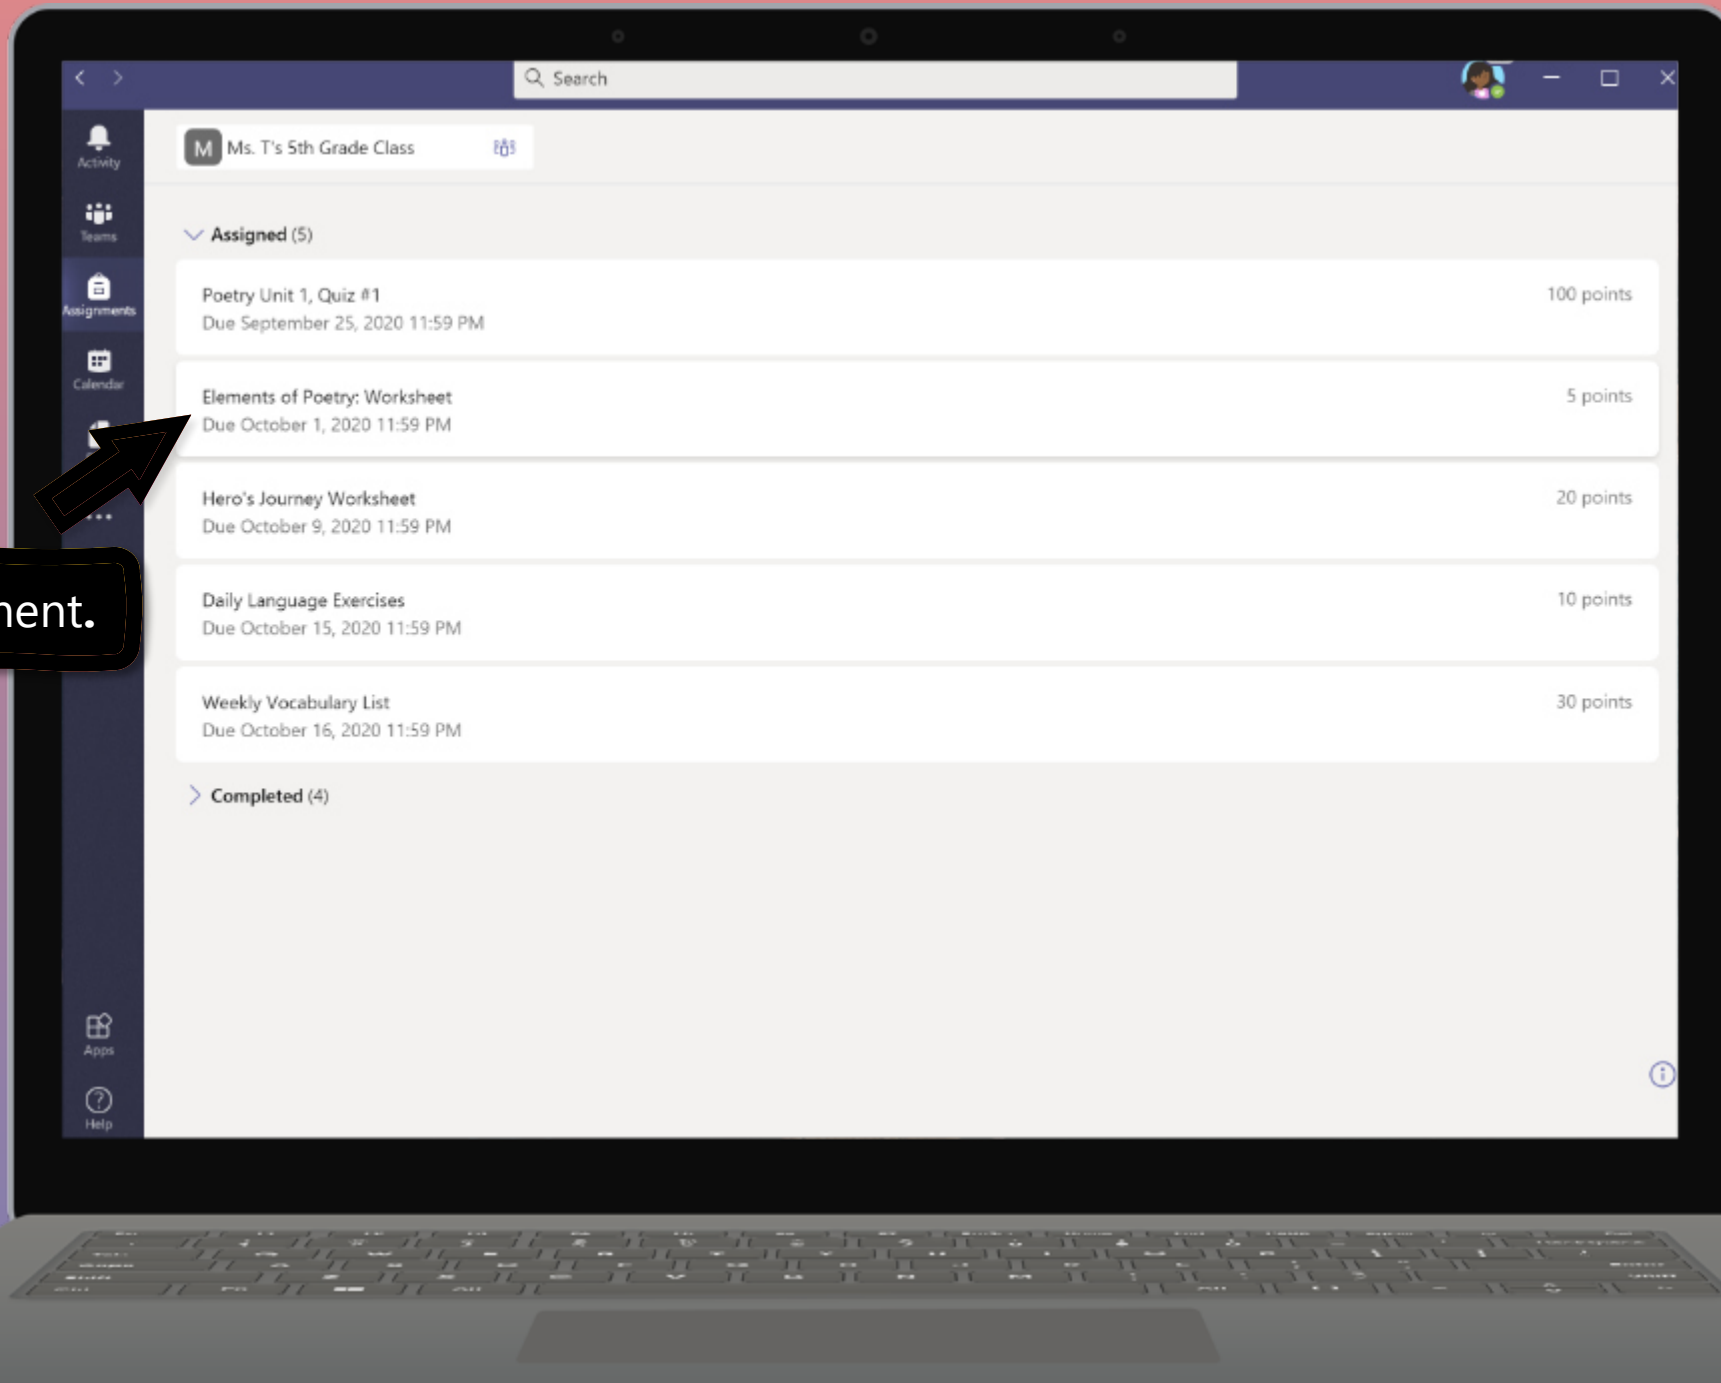 Search
Activity
Teams
Assignments
Calendar
Apps
Help
M Ms. T's 5th Grade Class
Assigned (5)
Poetry Unit 1, Quiz #1
100 points
Due September 25, 2020 11:59 PM
Elements of Poetry: Worksheet
5 points
Due October 1, 2020 11:59 PM
Hero's Journey Worksheet
20 points
Due October 9, 2020 11:59 PM
Daily Language Exercises
10 points
Due October 15, 2020 11:59 PM
Weekly Vocabulary List
30 points
Due October 16, 2020 11:59 PM
Completed (4)